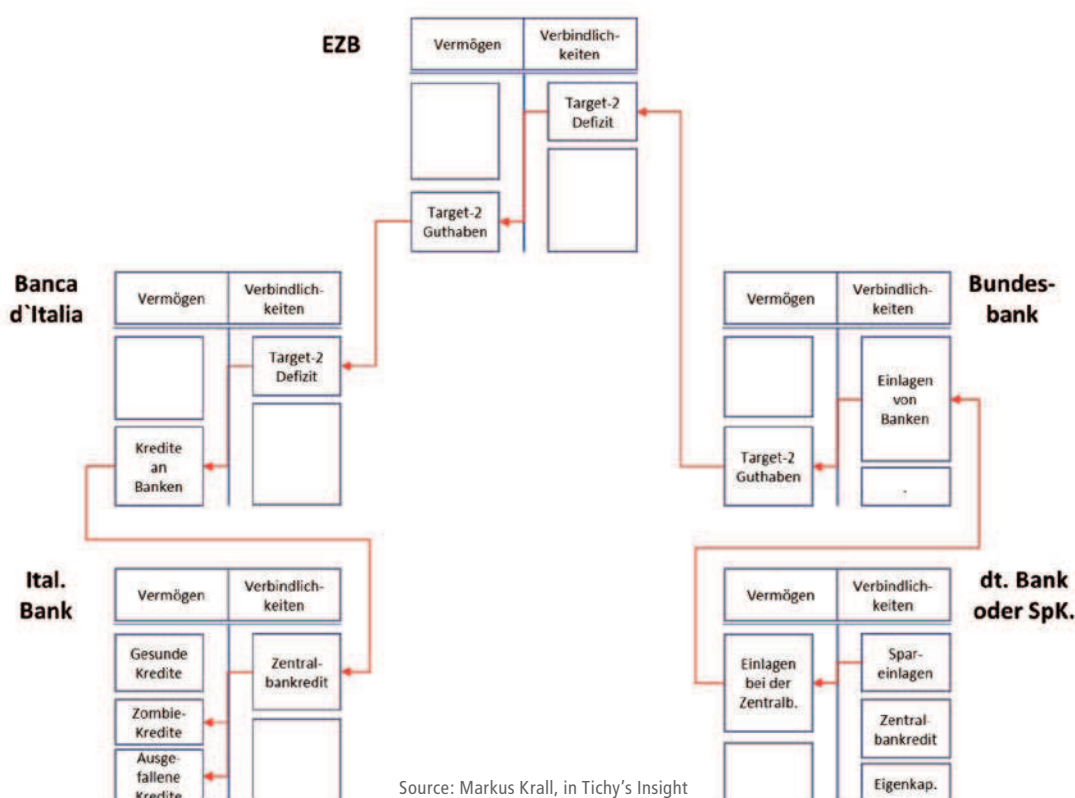 EZB
Vermögen
Verbindlich-
keiten
Target-2
Defizit
Target-2
Guthaben
Banca
d`Italia
Vermögen
Verbindlich-
keiten
Target-2
Defizit
Kredite
an
Banken
Bundes-
bank
Vermögen
Verbindlich-
keiten
Einlagen
von
Banken
Target-2
Guthaben
.
Ital.
Bank
Vermögen
Verbindlich-
keiten
Gesunde
Kredite
Zentral-
bankredit
Zombie-
Kredite
Ausge-
fallene
Kredite
dt. Bank
oder SpK.
Vermögen
Verbindlich-
keiten
Einlagen
bei der
Zentralb.
Spar-
einlagen
Zentral-
bankredit
Eigenkap.
Source: Markus Krall, in Tichy’s Insight